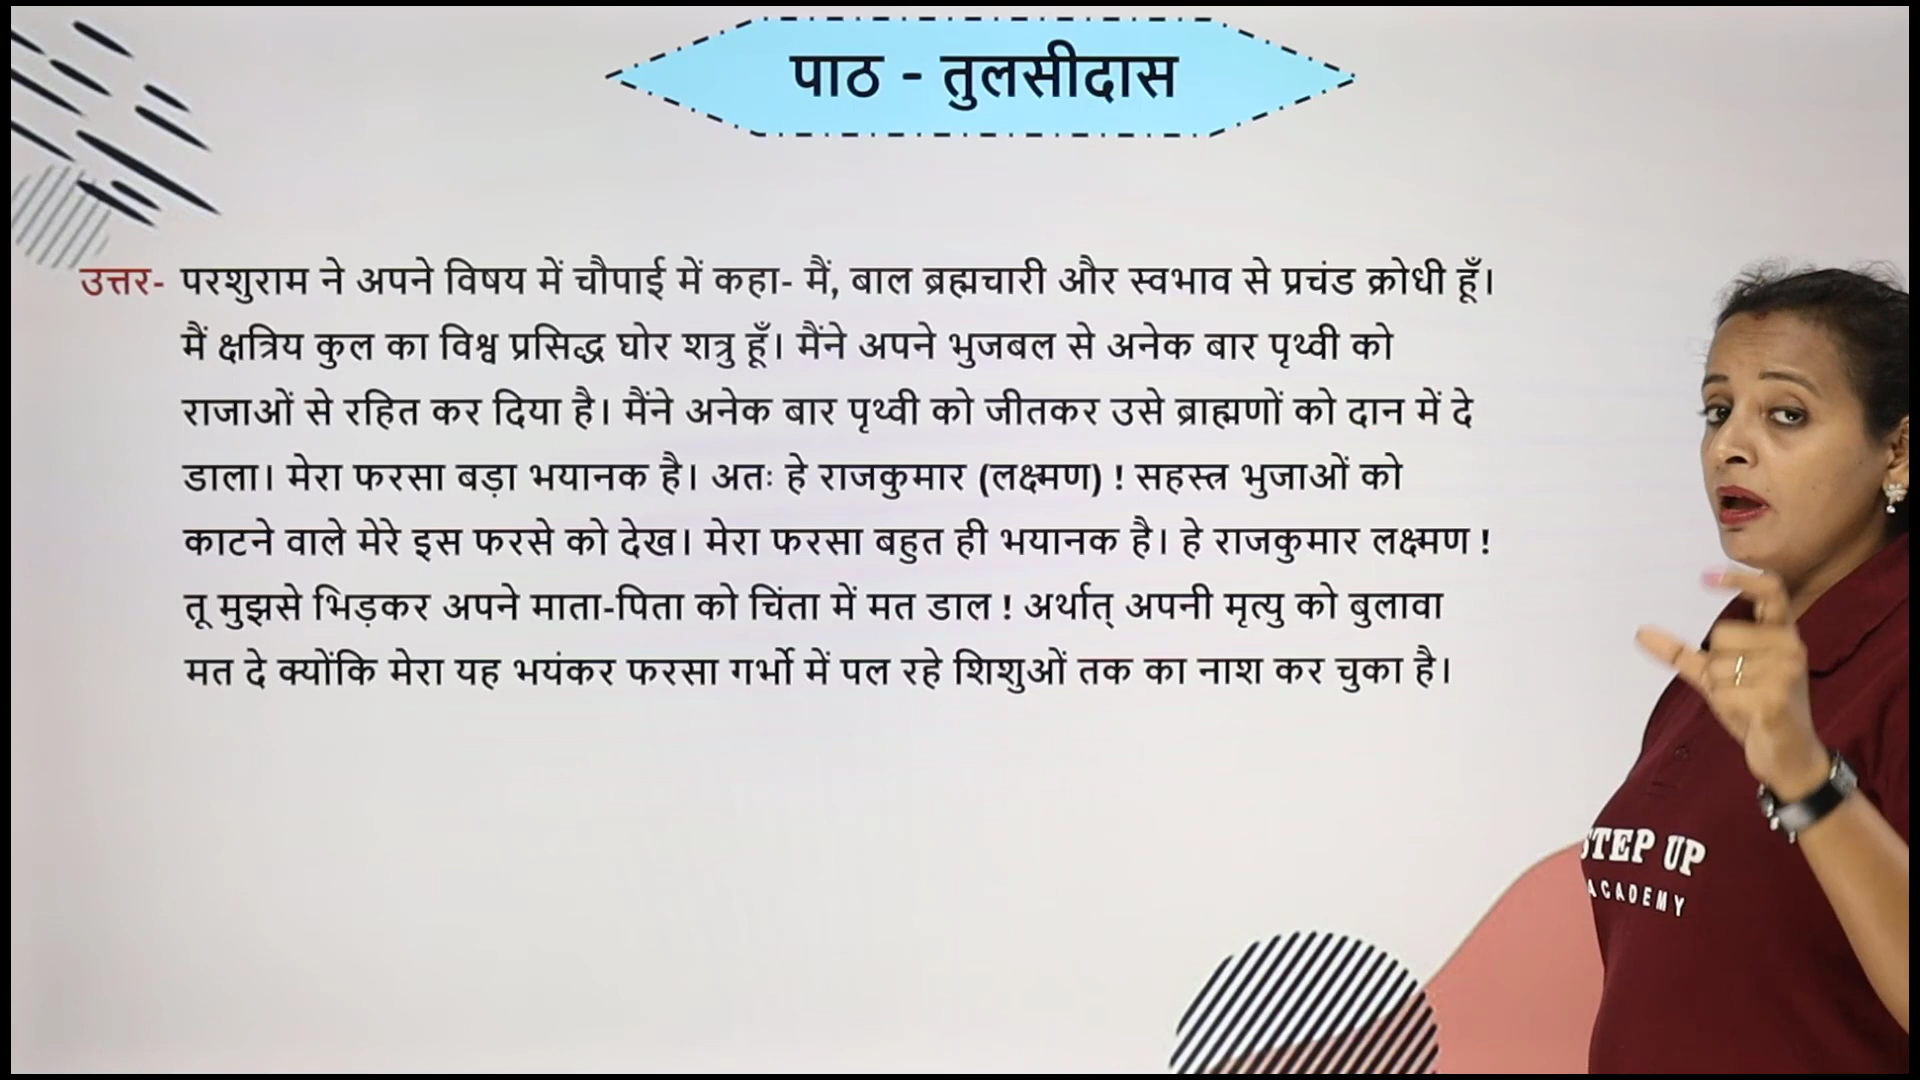 पाठ - तुलसीदास
उत्तर- परशुराम ने अपने विषय में चौपाई में कहा- मैं, बाल ब्रह्मचारी और स्वभाव से प्रचंड क्रोधी हूँ।
मैं क्षत्रिय कुल का विश्व प्रसिद्ध घोर शत्रु हूँ। मैंने अपने भुजबल से अनेक बार पृथ्वी को
राजाओं से रहित कर दिया है। मैंने अनेक बार पृथ्वी को जीतकर उसे ब्राह्मणों को दान में दे
डाला। मेरा फरसा बड़ा भयानक है। अतः हे राजकुमार (लक्ष्मण) ! सहस्त्र भुजाओं को
काटने वाले मेरे इस फरसे को देख। मेरा फरसा बहुत ही भयानक है। हे राजकुमार लक्ष्मण !
तू मुझसे भिड़कर अपने माता-पिता को चिंता में मत डाल ! अर्थात् अपनी मृत्यु को बुलावा
मत दे क्योंकि मेरा यह भयंकर फरसा गर्भो में पल रहे शिशुओं तक का नाश कर चुका है।
STEP UP
ACADEMY